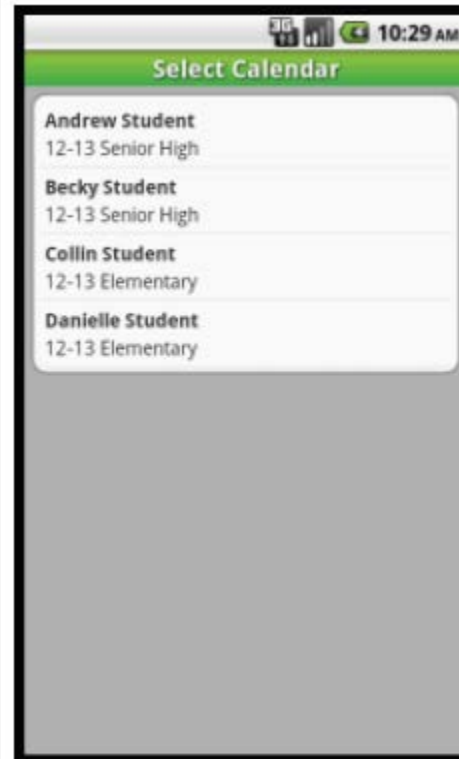 10:29 AM
Select Calendar
Andrew Student
12-13 Senior High
Becky Student
12-13 Senior High
Collin Student
12-13 Elementary
Danielle Student
12-13 Elementary